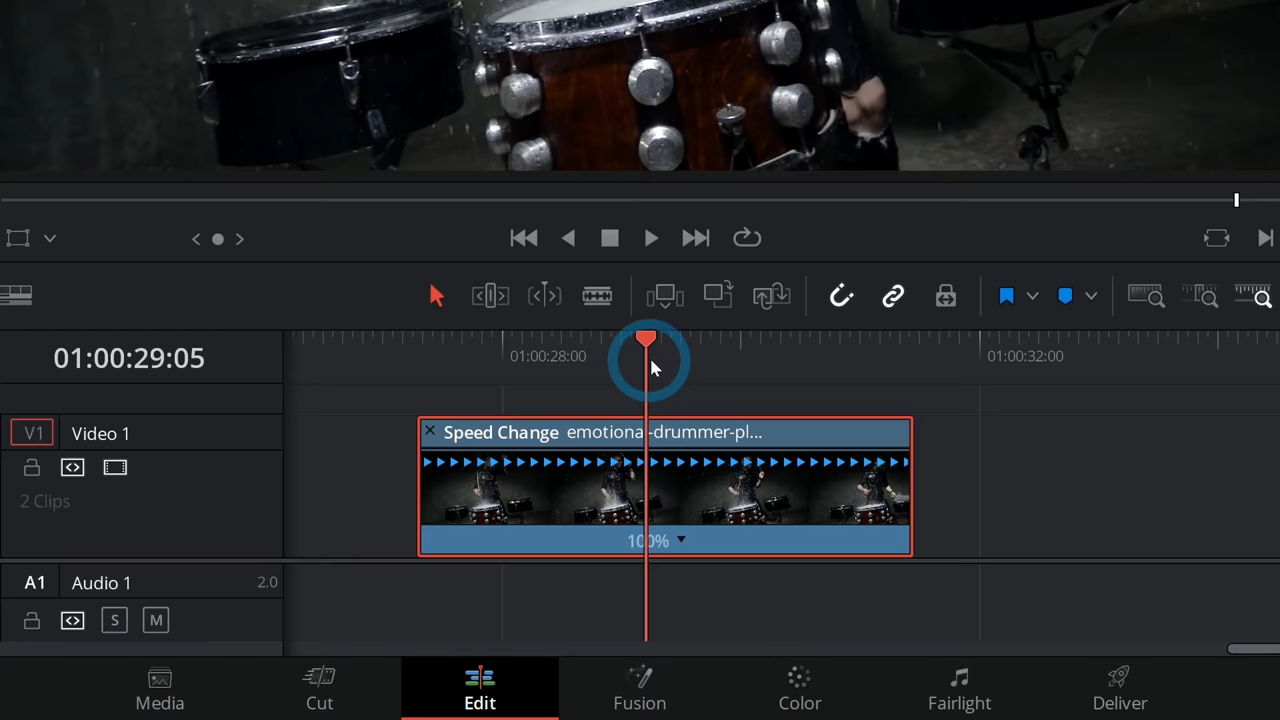 01:00:28:00
01:00:32:00
01:00:29:05
V1 Video 1
Speed Change emotional-drummer-pl...
2 Clips
100%
A1 Audio 1 2.0
S M
Media Cut Edit Fusion Color Fairlight Deliver